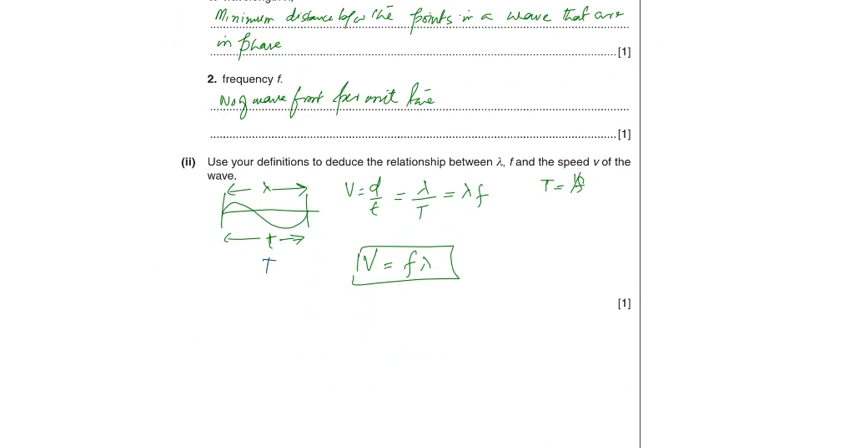 Minimum distance b/w the points in a wave that are
in phase
[1]
2. frequency f.
No of wave front per unit time
[1]
(ii) Use your definitions to deduce the relationship between λ, f and the speed v of the
wave.
λ
V = d/t = λ/T = λf
T =
t
T
V = fλ
[1]